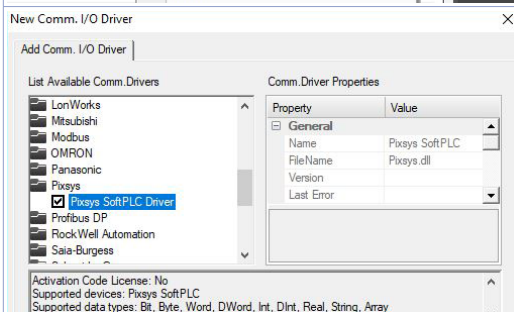 New Comm. I/O Driver
Add Comm. I/O Driver
List Available Comm.Drivers
LonWorks
Mitsubishi
Modbus
OMRON
Panasonic
Pixsys
Pixsys SoftPLC Driver
Profibus DP
RockWell Automation
Saia-Burgess
Comm.Driver Properties
Property Value
General
Name Pixsys SoftPLC
FileName Pixsys.dll
Version
Last Error
Activation Code License: No
Supported devices: Pixsys SoftPLC
Supported data types: Bit, Byte, Word, DWord, Int, DInt, Real, String, Array